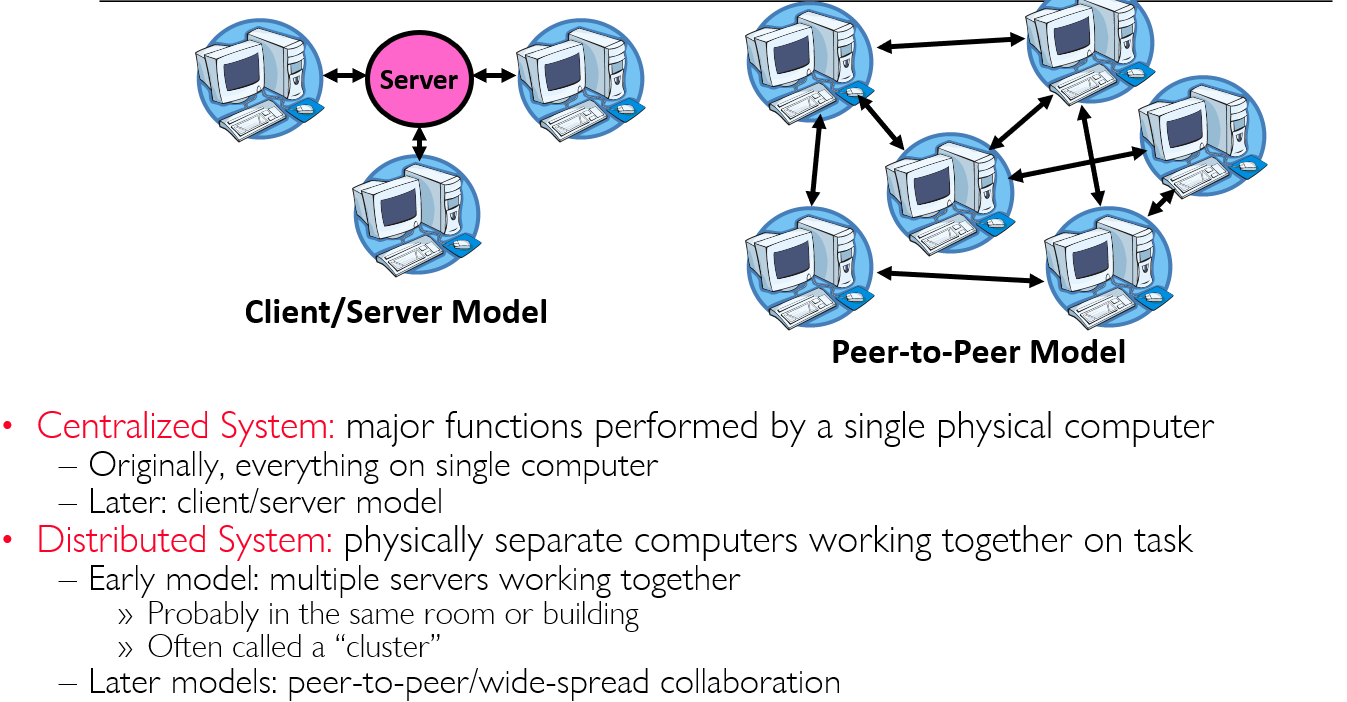 Server
Client/Server Model
Peer-to-Peer Model
• Centralized System: major functions performed by a single physical computer
– Originally, everything on single computer
– Later: client/server model
• Distributed System: physically separate computers working together on task
– Early model: multiple servers working together
» Probably in the same room or building
» Often called a “cluster”
– Later models: peer-to-peer/wide-spread collaboration